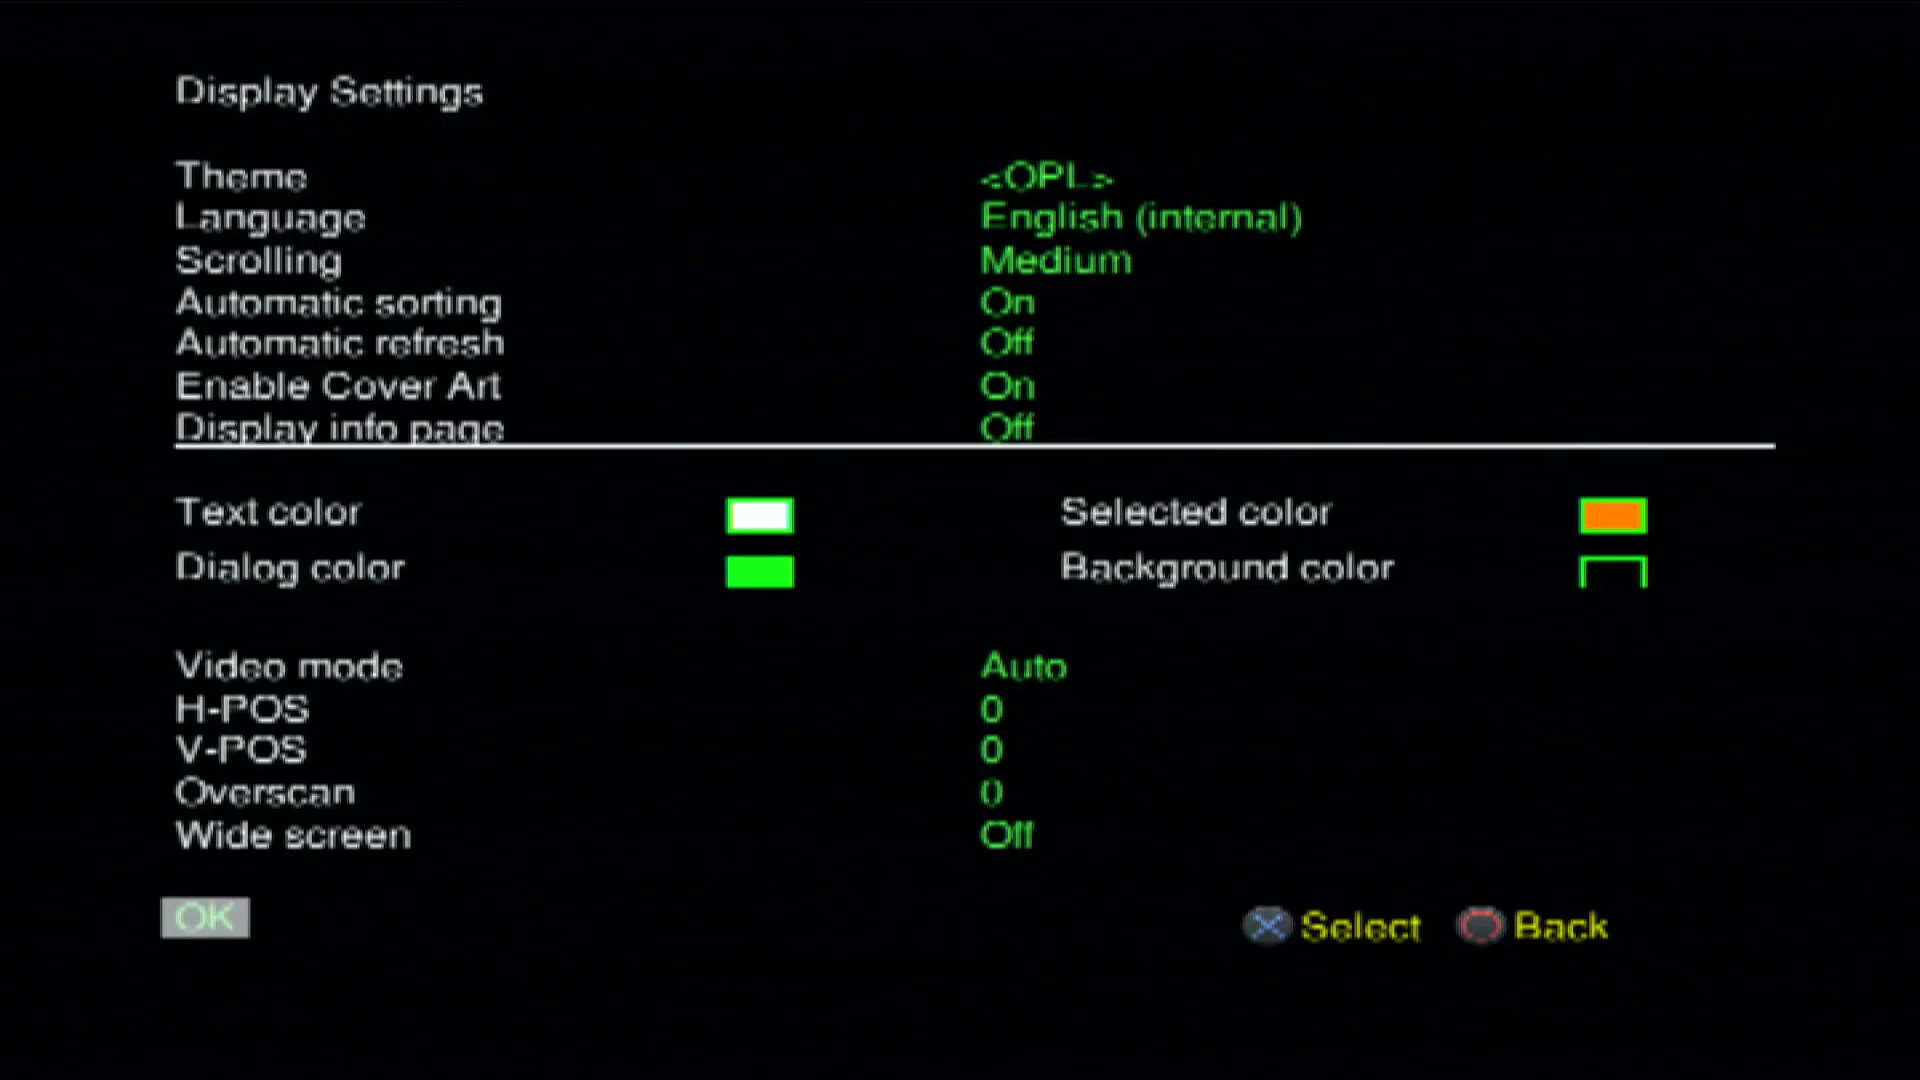 Display Settings
Theme <OPL>
Language English (internal)
Scrolling Medium
Automatic sorting On
Automatic refresh Off
Enable Cover Art On
Display info page Off
Text color Selected color
Dialog color Background color
Video mode Auto
H-POS 0
V-POS 0
Overscan 0
Wide screen Off
OK Select Back